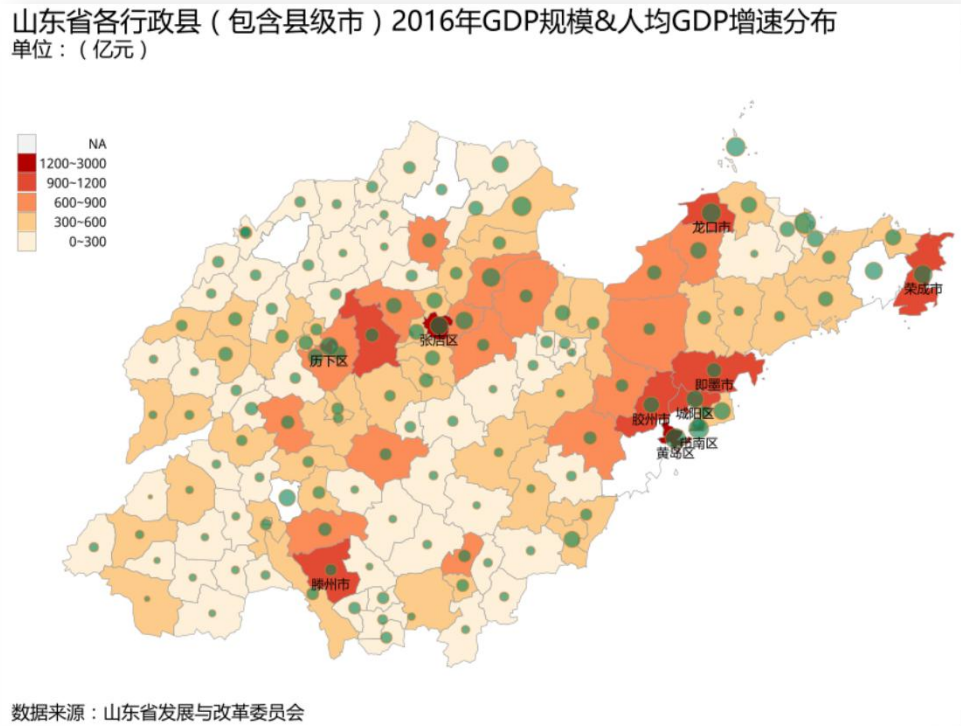 山东省各行政县（包含县级市）2016年GDP规模&人均GDP增速分布
单位：（亿元）
NA
1200~3000
900~1200
600~900
300~600
0~300
龙口市
荣成市
张店区
历下区
即墨市
胶州市
城阳区
市南区
黄岛区
滕州市
数据来源：山东省发展与改革委员会